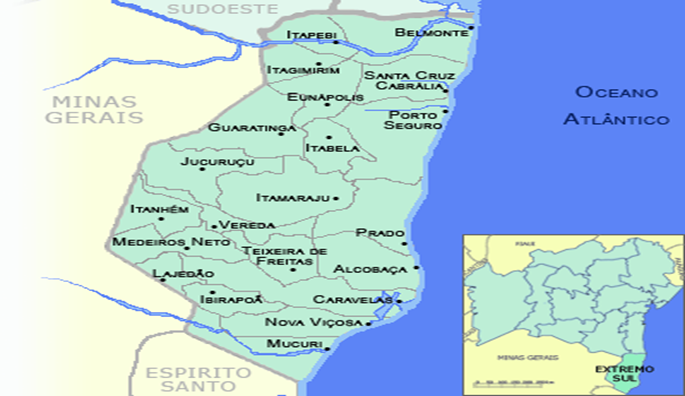 SUDOESTE
ITAPEBI
BELMONTE
ITAGIMIRIM
SANTA CRUZ
CABRÁLIA
MINAS
GERAIS
EUNÁPOLIS
OCEANO
ATLÂNTICO
PORTO
SEGURO
GUARATINGA
ITABELA
JUCURUÇU
ITAMARAJU
ITANHÉM
VEREDA
PRADO
MEDEIROS NETO
TEIXEIRA DE
FREITAS
ALCOBAÇA
LAJEDÃO
IBIRAPOÃ
CARAVELAS
NOVA VIÇOSA
MUCURI
ESPIRITO
SANTO
PIAUÍ
MINAS GERAIS
EXTREMO
SUL